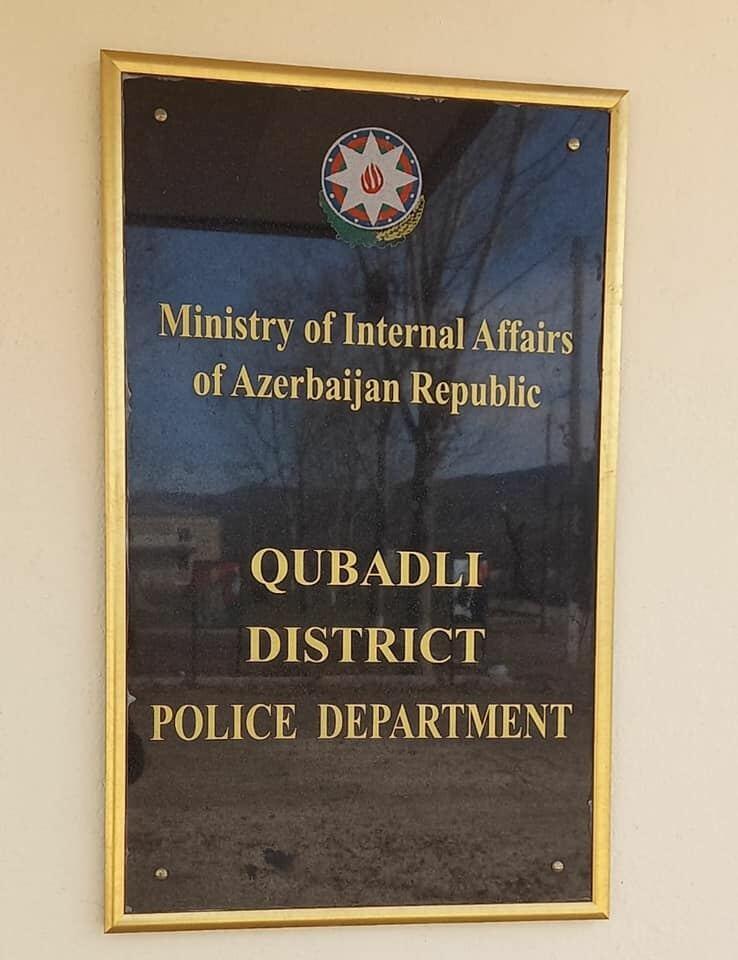 Ministry of Internal Affairs
of Azerbaijan Republic
QUBADLI
DISTRICT
POLICE DEPARTMENT